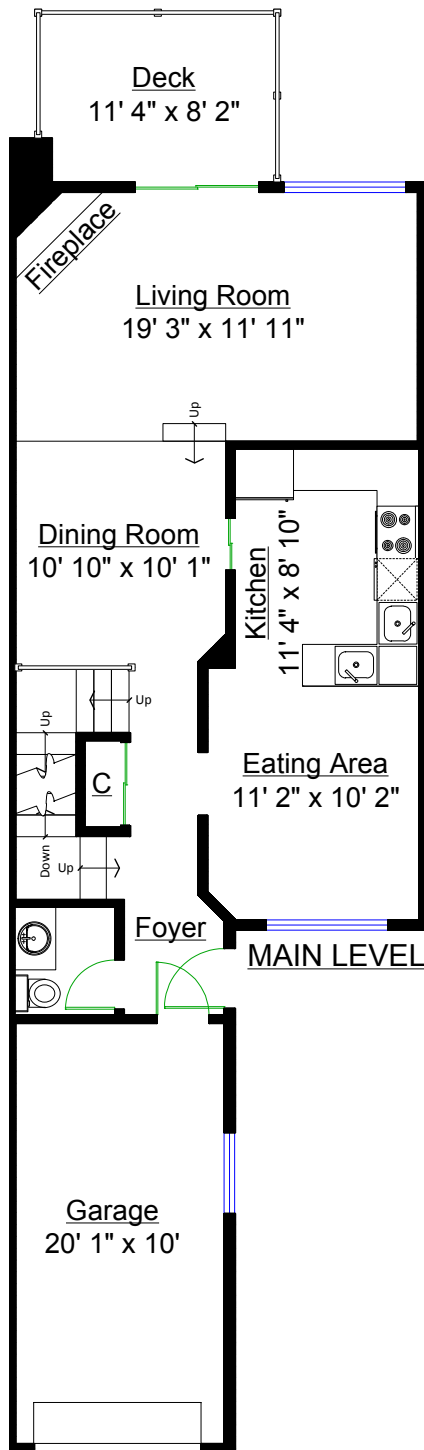 Deck
11' 4" x 8' 2"
Fireplace
Living Room
19' 3" x 11' 11"
Up
Dining Room
10' 10" x 10' 1"
Kitchen
11' 4" x 8' 10"
Up
Up
C
Eating Area
11' 2" x 10' 2"
Down
Up
Foyer
MAIN LEVEL
Garage
20' 1" x 10'